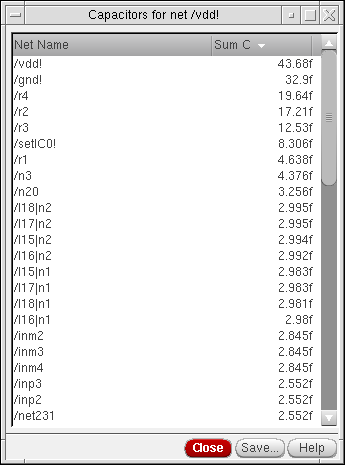 Capacitors for net /vdd!
Net Name Sum C
/vdd! 43.68f
/gnd! 32.9f
/r4 19.64f
/r2 17.21f
/r3 12.53f
/setIC0! 8.306f
/r1 4.638f
/n3 4.376f
/n20 3.256f
/I18|n2 2.995f
/I17|n2 2.995f
/I15|n2 2.994f
/I16|n2 2.992f
/I15|n1 2.983f
/I17|n1 2.983f
/I18|n1 2.981f
/I16|n1 2.98f
/inm2 2.845f
/inm3 2.845f
/inm4 2.845f
/inp3 2.552f
/inp2 2.552f
/net231 2.552f
Close Save... Help